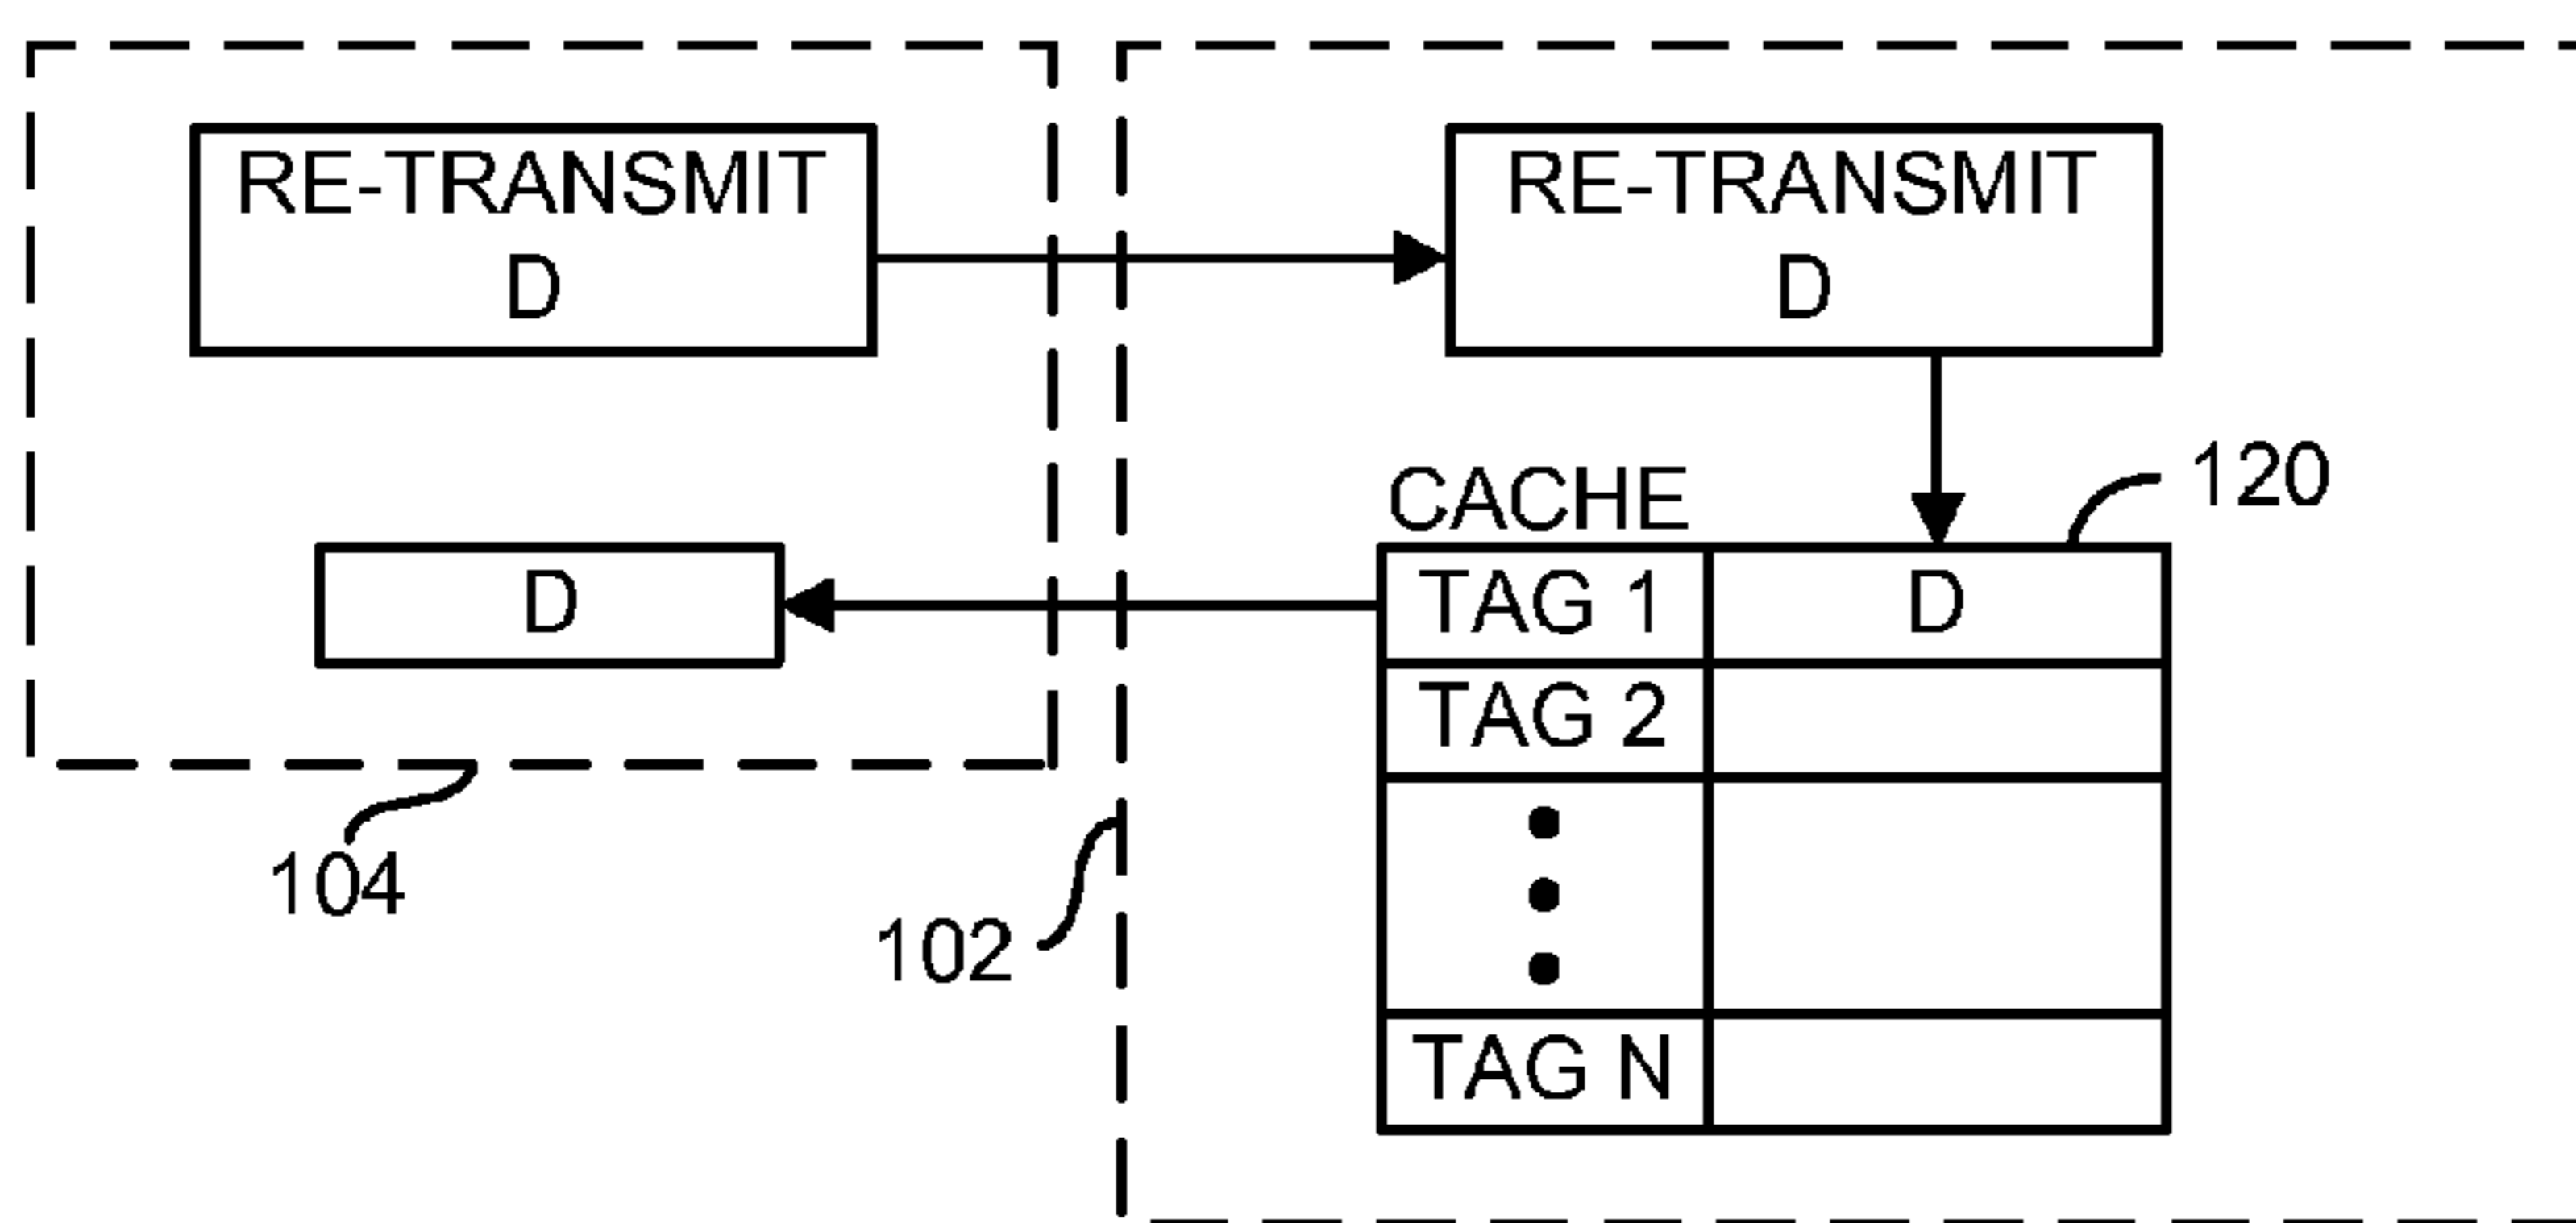 RE-TRANSMIT
D
RE-TRANSMIT
D
CACHE
120
D
TAG 1
D
TAG 2
104
102
TAG N